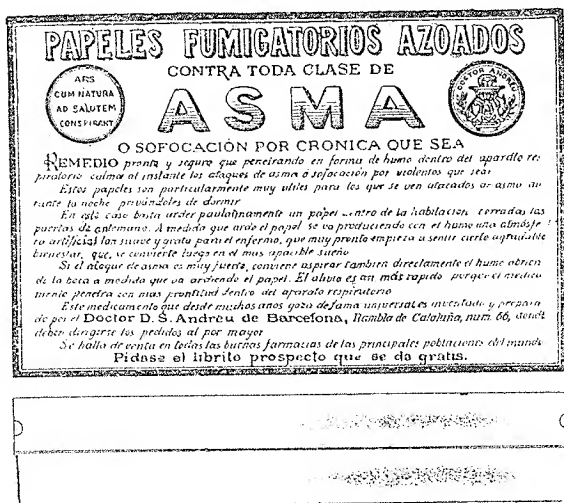 PAPELES FUMIGATORIOS AZOADOS
CONTRA TODA CLASE DE
ARS
CUM NATURA
AD SALUTEM
CONSPIRANT
ASMA
DOCTOR ANDREU
O SOFOCACIÓN POR CRONICA QUE SEA
REMEDIO pronto y seguro que penetrando en forma de humo dentro del aparato res
piratorio calma al instante los ataques de asma ó sofocación por violentos que sean
Estos papeles son particularmente muy utiles para los que se ven atacados de asma du
rante la noche privándoles de dormir
En este caso basta arder paulatinamente un papel dentro de la habitación cerradas las
puertas de antemano. A medida que arde el papel se va produciendo con el humo una atmósfe
ra artificial tan suave y grata para el enfermo, que muy pronto empieza a sentir cierto agradable
bienestar, que, se convierte luego en el mas apacible sueño
Si el ataque de asma es muy fuerte, conviene aspirar tambien directamente el humo abrien
do la boca a medida que va ardiendo el papel. El alivio es an más rapido porque el medica
mento penetra con mas prontitud dentro del aparato respiratorio
Este medicamento que desde muchos años goza de fama universal es inventado y prepara
do por el Doctor D. S. Andreu de Barcelona, Rambla de Cataluña, num. 66, donde
deben dirigirse los pedidos al por mayor
Se halla de venta en todas las buenas farmacias de las principales poblaciones del mundo
Pidase el librito prospecto que se da gratis.